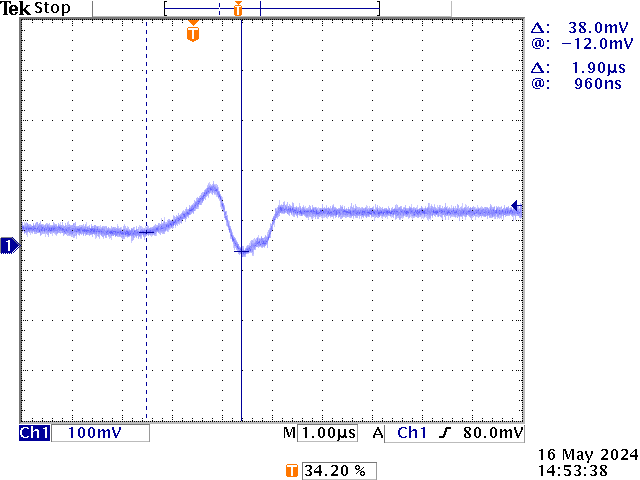 Tek Stop
T
T
Δ: 38.0mV
@: −12.0mV
Δ: 1.90µs
@: 960ns
1
Ch1 100mV M 1.00µs A Ch1 80.0mV
16 May 2024
T 34.20 % 14:53:38